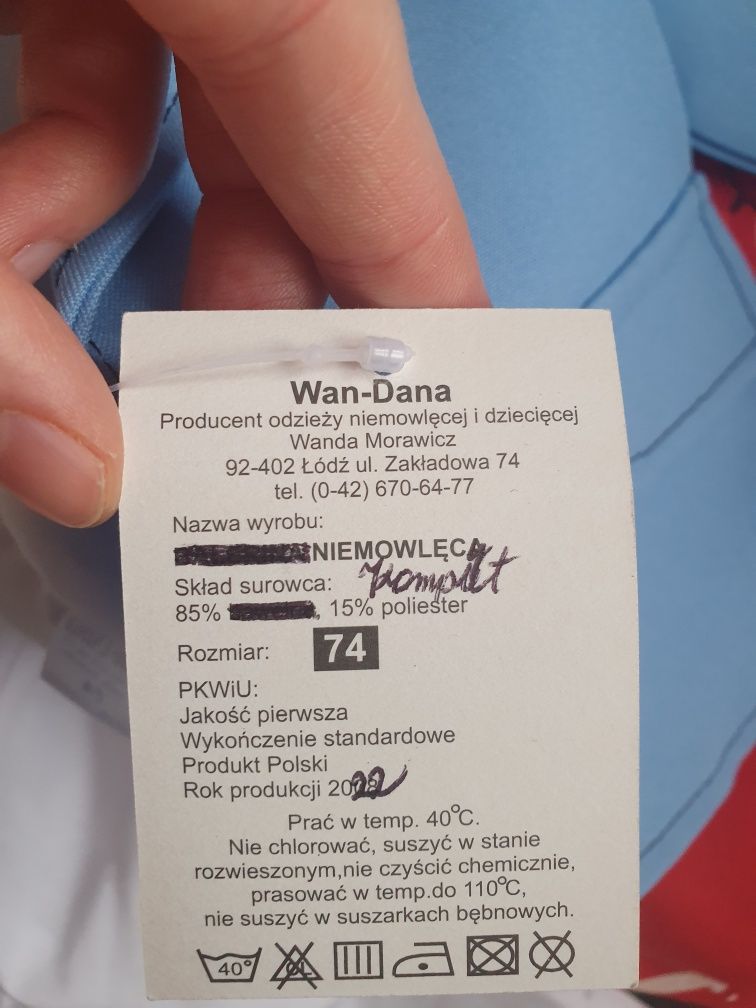 Wan-Dana
Producent odzieży niemowlęcej i dziecięcej
Wanda Morawicz
92-402 Łódź ul. Zakładowa 74
tel. (0-42) 670-64-77
Nazwa wyrobu:
NIEMOWLĘCA
komplet
Skład surowca:
85% , 15% poliester
Rozmiar: 74
PKWiU:
Jakość pierwsza
Wykończenie standardowe
Produkt Polski
Rok produkcji 2022
Prać w temp. 40°C.
Nie chlorować, suszyć w stanie
rozwieszonym,nie czyścić chemicznie,
prasować w temp.do 110°C,
nie suszyć w suszarkach bębnowych.
40° CL